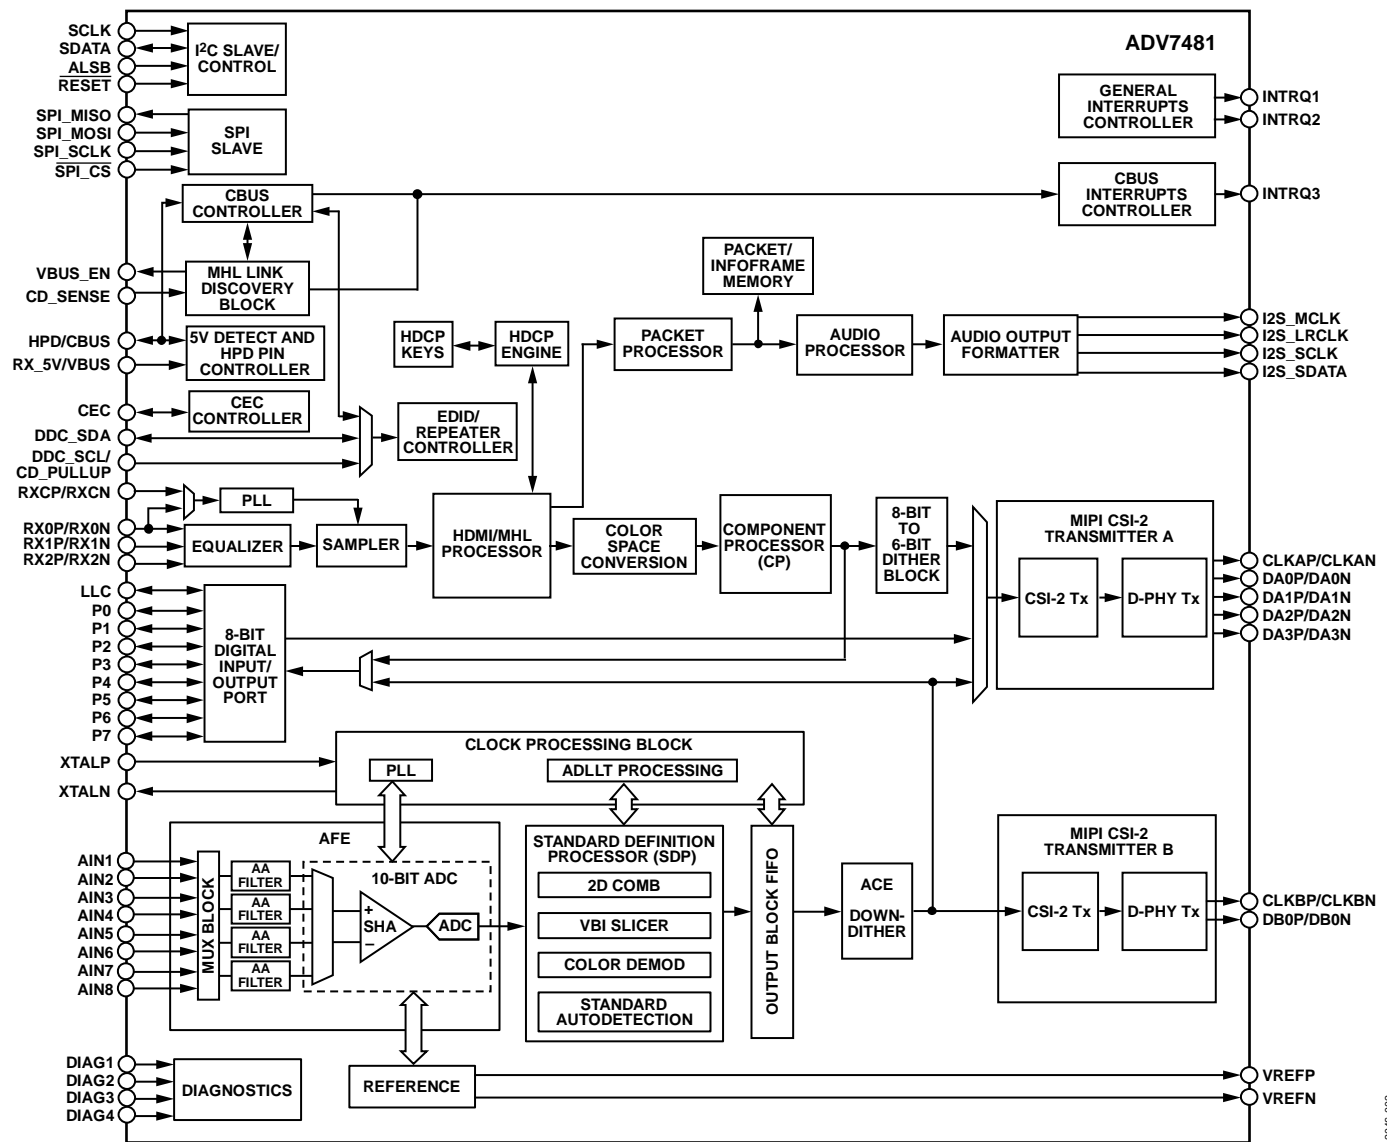 ADV7481
SCLK
SDATA
ALSB
RESET
I²C SLAVE/
CONTROL
SPI_MISO
SPI_MOSI
SPI_SCLK
SPI_CS
SPI
SLAVE
GENERAL
INTERRUPTS
CONTROLLER
INTRQ1
INTRQ2
CBUS
CONTROLLER
CBUS
INTERRUPTS
CONTROLLER
INTRQ3
VBUS_EN
CD_SENSE
MHL LINK
DISCOVERY
BLOCK
PACKET/
INFOFRAME
MEMORY
HPD/CBUS
RX_5V/VBUS
5V DETECT AND
HPD PIN
CONTROLLER
HDCP
KEYS
HDCP
ENGINE
PACKET
PROCESSOR
AUDIO
PROCESSOR
AUDIO OUTPUT
FORMATTER
I2S_MCLK
I2S_LRCLK
I2S_SCLK
I2S_SDATA
CEC
CEC
CONTROLLER
DDC_SDA
DDC_SCL/
CD_PULLUP
EDID/
REPEATER
CONTROLLER
RXCP/RXCN
PLL
RX0P/RX0N
RX1P/RX1N
RX2P/RX2N
EQUALIZER
SAMPLER
HDMI/MHL
PROCESSOR
COLOR
SPACE
CONVERSION
COMPONENT
PROCESSOR
(CP)
8-BIT
TO
6-BIT
DITHER
BLOCK
MIPI CSI-2
TRANSMITTER A
CSI-2 Tx
D-PHY Tx
CLKAP/CLKAN
DA0P/DA0N
DA1P/DA1N
DA2P/DA2N
DA3P/DA3N
LLC
P0
P1
P2
P3
P4
P5
P6
P7
8-BIT
DIGITAL
INPUT/
OUTPUT
PORT
XTALP
XTALN
CLOCK PROCESSING BLOCK
PLL
ADLLT PROCESSING
AFE
AIN1
AIN2
AIN3
AIN4
AIN5
AIN6
AIN7
AIN8
MUX BLOCK
AA
FILTER
AA
FILTER
AA
FILTER
AA
FILTER
10-BIT ADC
+
SHA
–
ADC
STANDARD DEFINITION
PROCESSOR (SDP)
2D COMB
VBI SLICER
COLOR DEMOD
STANDARD
AUTODETECTION
OUTPUT BLOCK FIFO
ACE
DOWN-
DITHER
MIPI CSI-2
TRANSMITTER B
CSI-2 Tx
D-PHY Tx
CLKBP/CLKBN
DB0P/DB0N
DIAG1
DIAG2
DIAG3
DIAG4
DIAGNOSTICS
REFERENCE
VREFP
VREFN